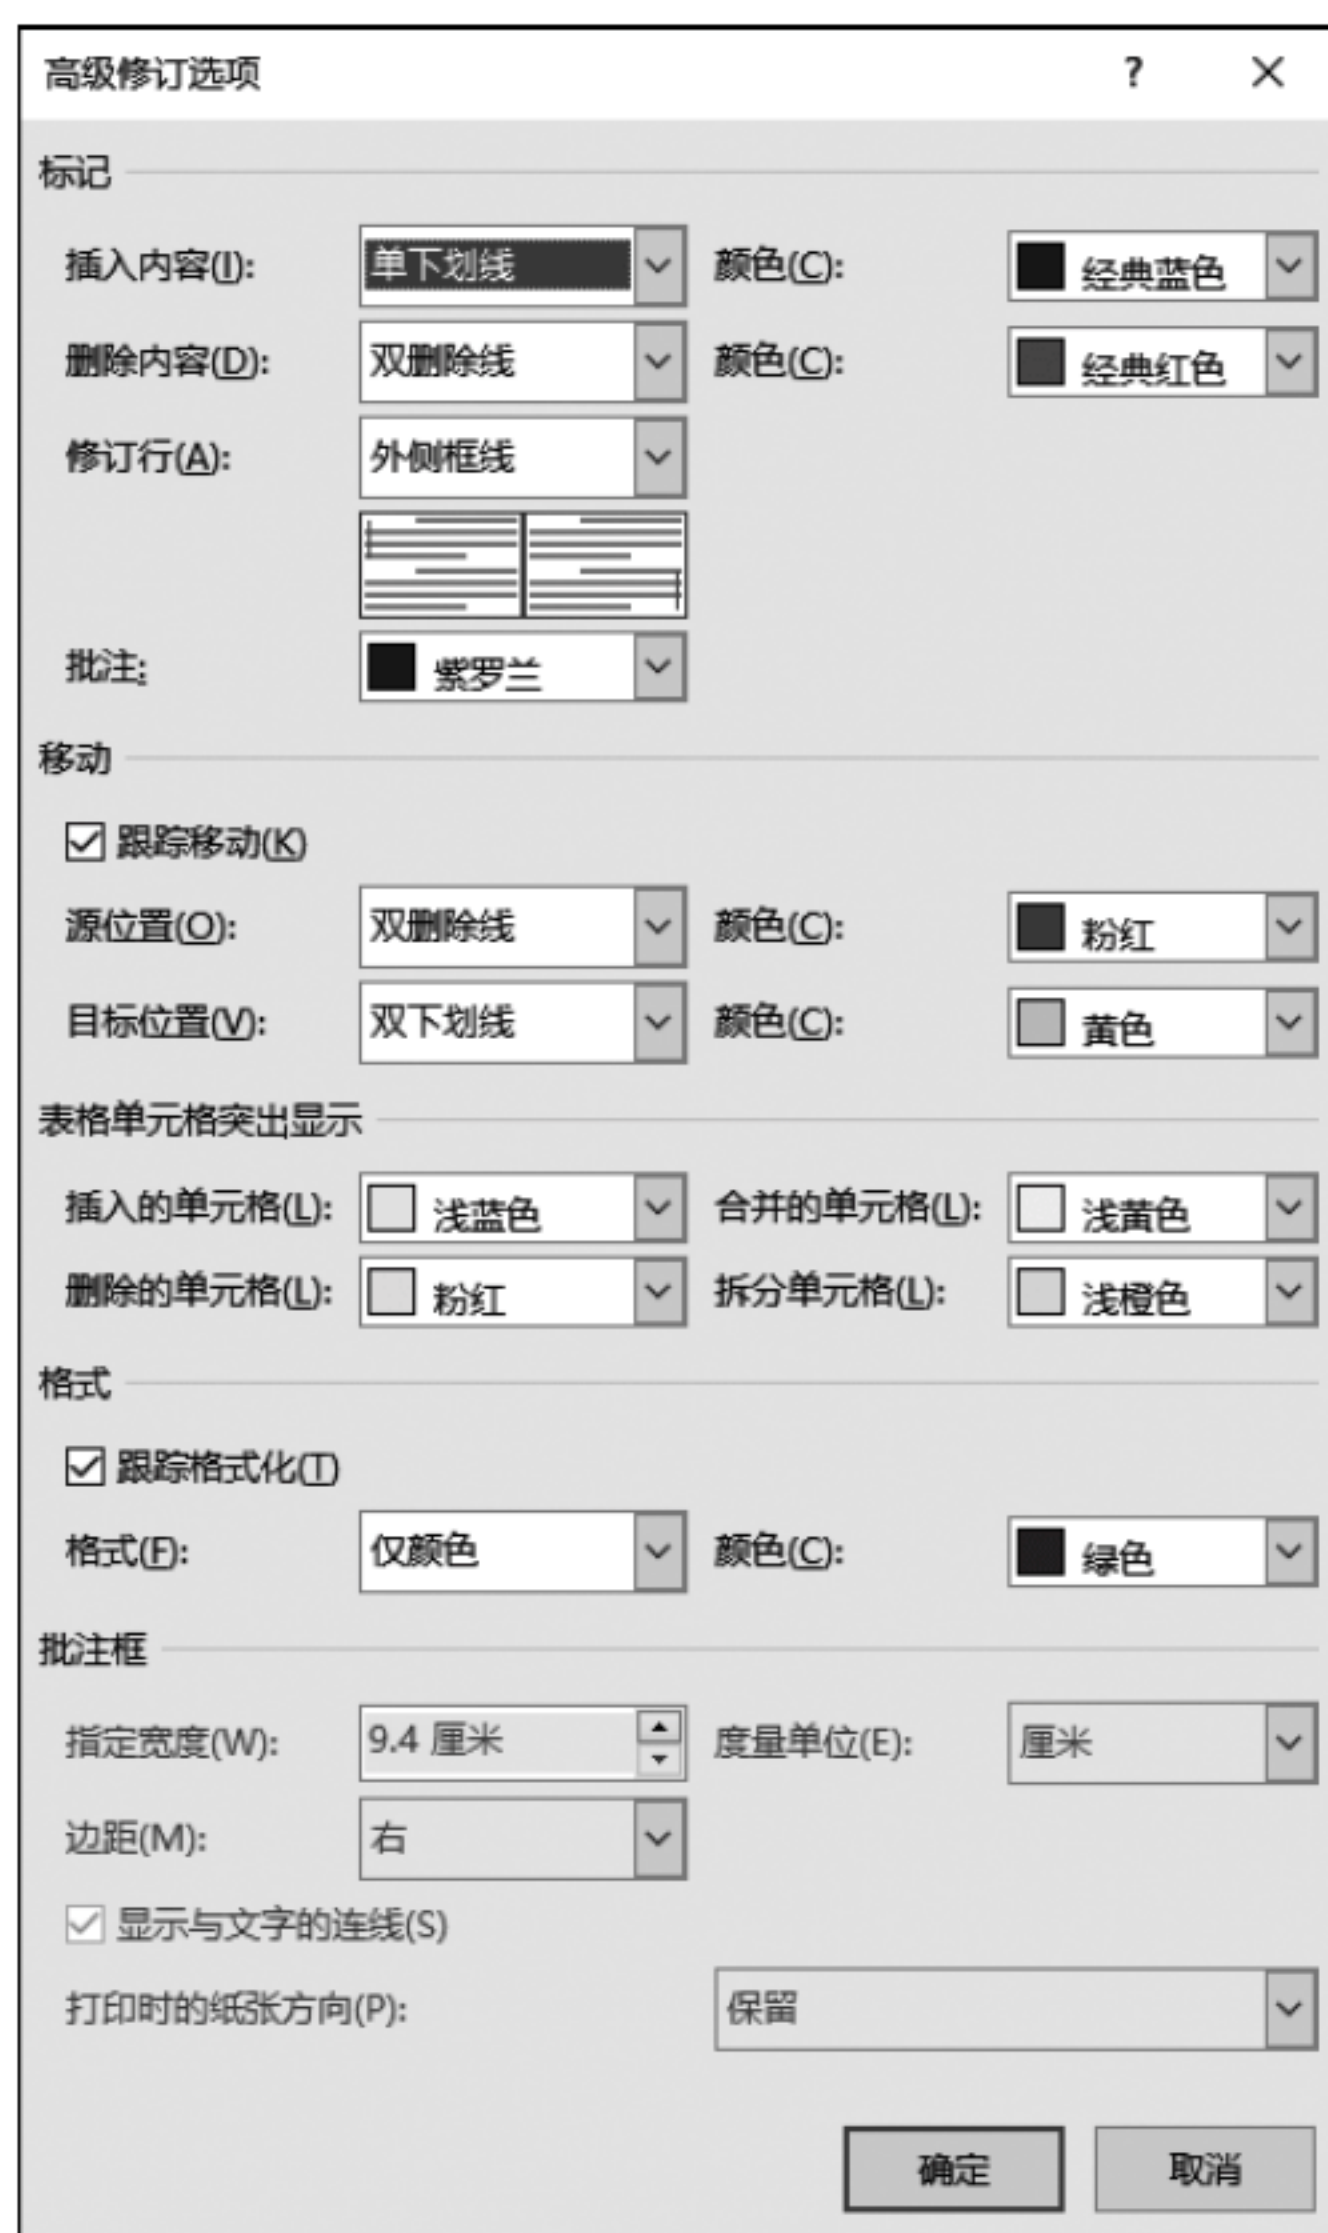 高级修订选项 ? ×
标记
插入内容(I): 单下划线 颜色(C): 经典蓝色
删除内容(D): 双删除线 颜色(C): 经典红色
修订行(A): 外侧框线
批注: 紫罗兰
移动
跟踪移动(K)
源位置(O): 双删除线 颜色(C): 粉红
目标位置(V): 双下划线 颜色(C): 黄色
表格单元格突出显示
插入的单元格(L): 浅蓝色 合并的单元格(L): 浅黄色
删除的单元格(L): 粉红 拆分单元格(L): 浅橙色
格式
跟踪格式化(T)
格式(F): 仅颜色 颜色(C): 绿色
批注框
指定宽度(W): 9.4 厘米 度量单位(E): 厘米
边距(M): 右
显示与文字的连线(S)
打印时的纸张方向(P): 保留
确定 取消